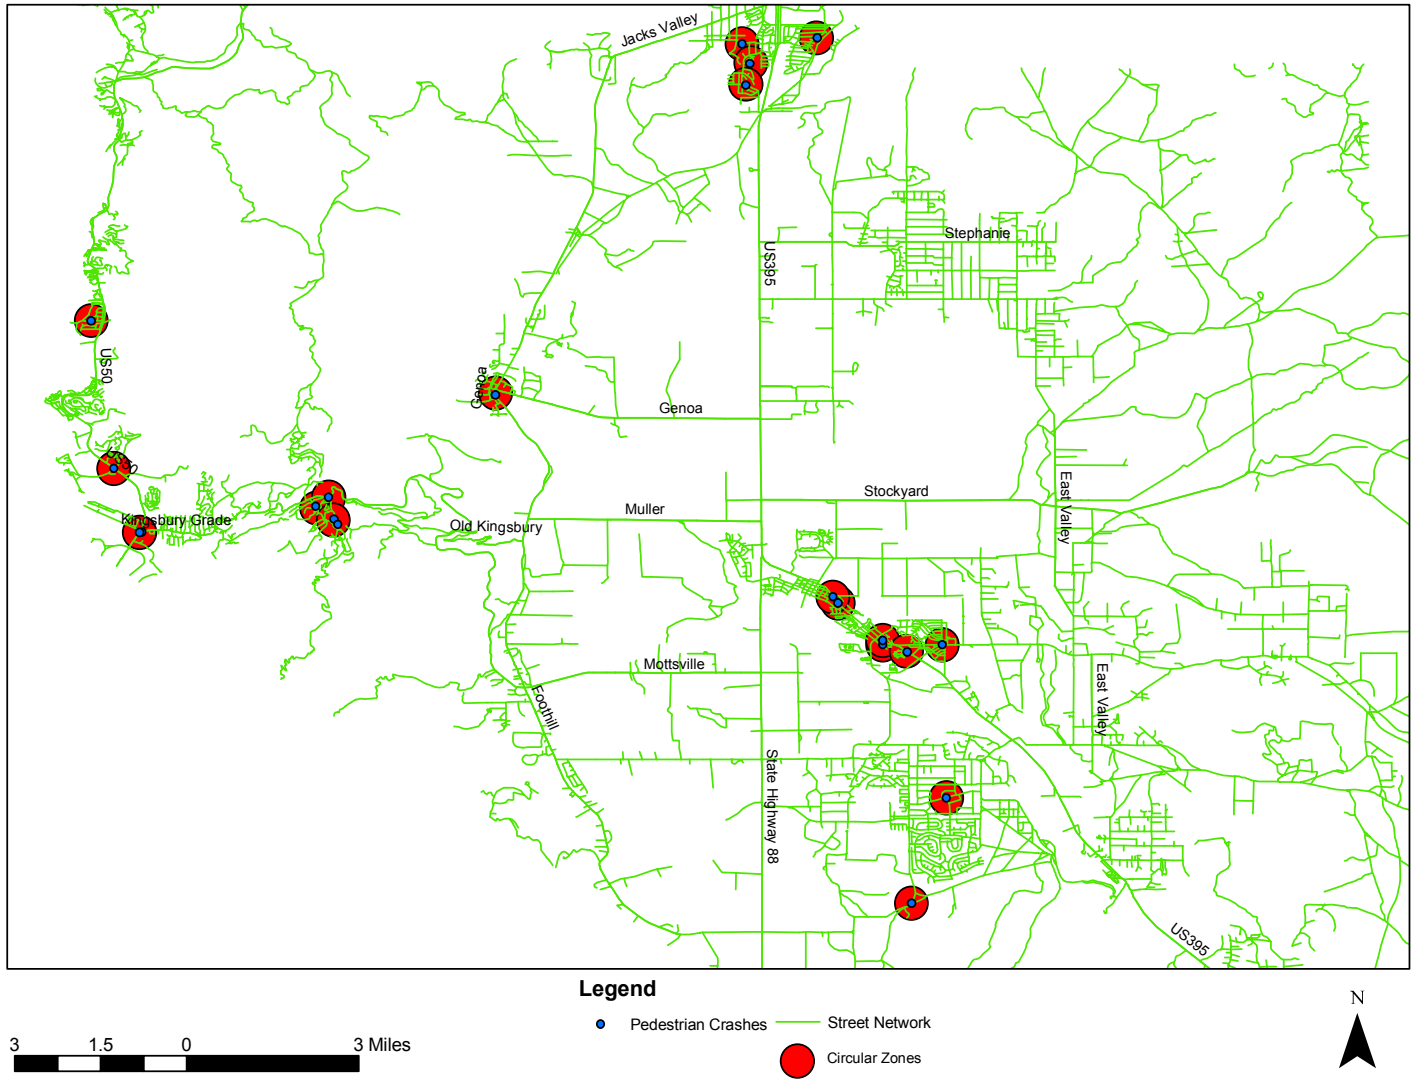 Jacks Valley
Stephanie
US395
US50
Genoa
Genoa
US50
Stockyard
East Valley
Muller
Kingsbury Grade
Old Kingsbury
Mottsville
East Valley
Foothill
State Highway 88
US395
Legend
Pedestrian Crashes
Street Network
Circular Zones
N
3 1.5 0 3 Miles